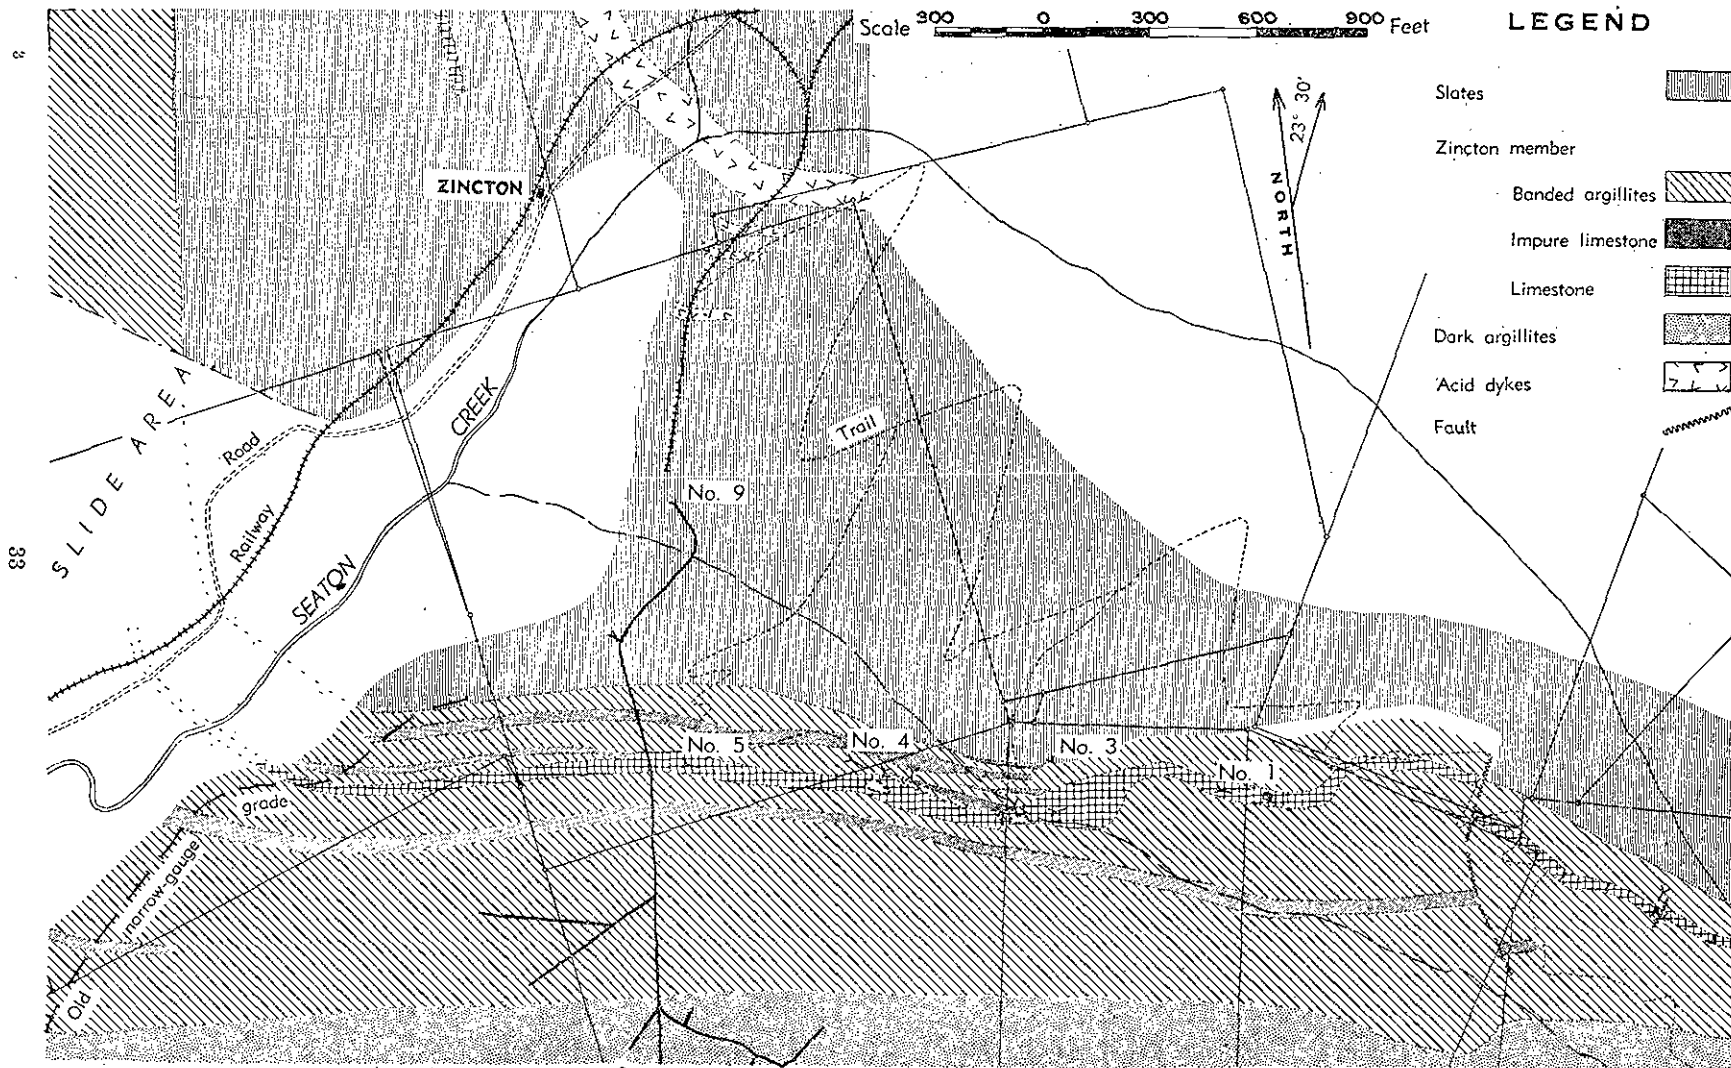 Scale 300 0 300 600 900 Feet
LEGEND
Slates
Zincton member
Banded argillites
Impure limestone
Limestone
Dark argillites
Acid dykes
Fault
23° 30'
NORTH
ZINCTON
SLIDE AREA
Road
Railway
SEATON CREEK
Trail
No. 9
No. 5
No. 4
No. 3
No. 1
Old narrow-gauge grade
33